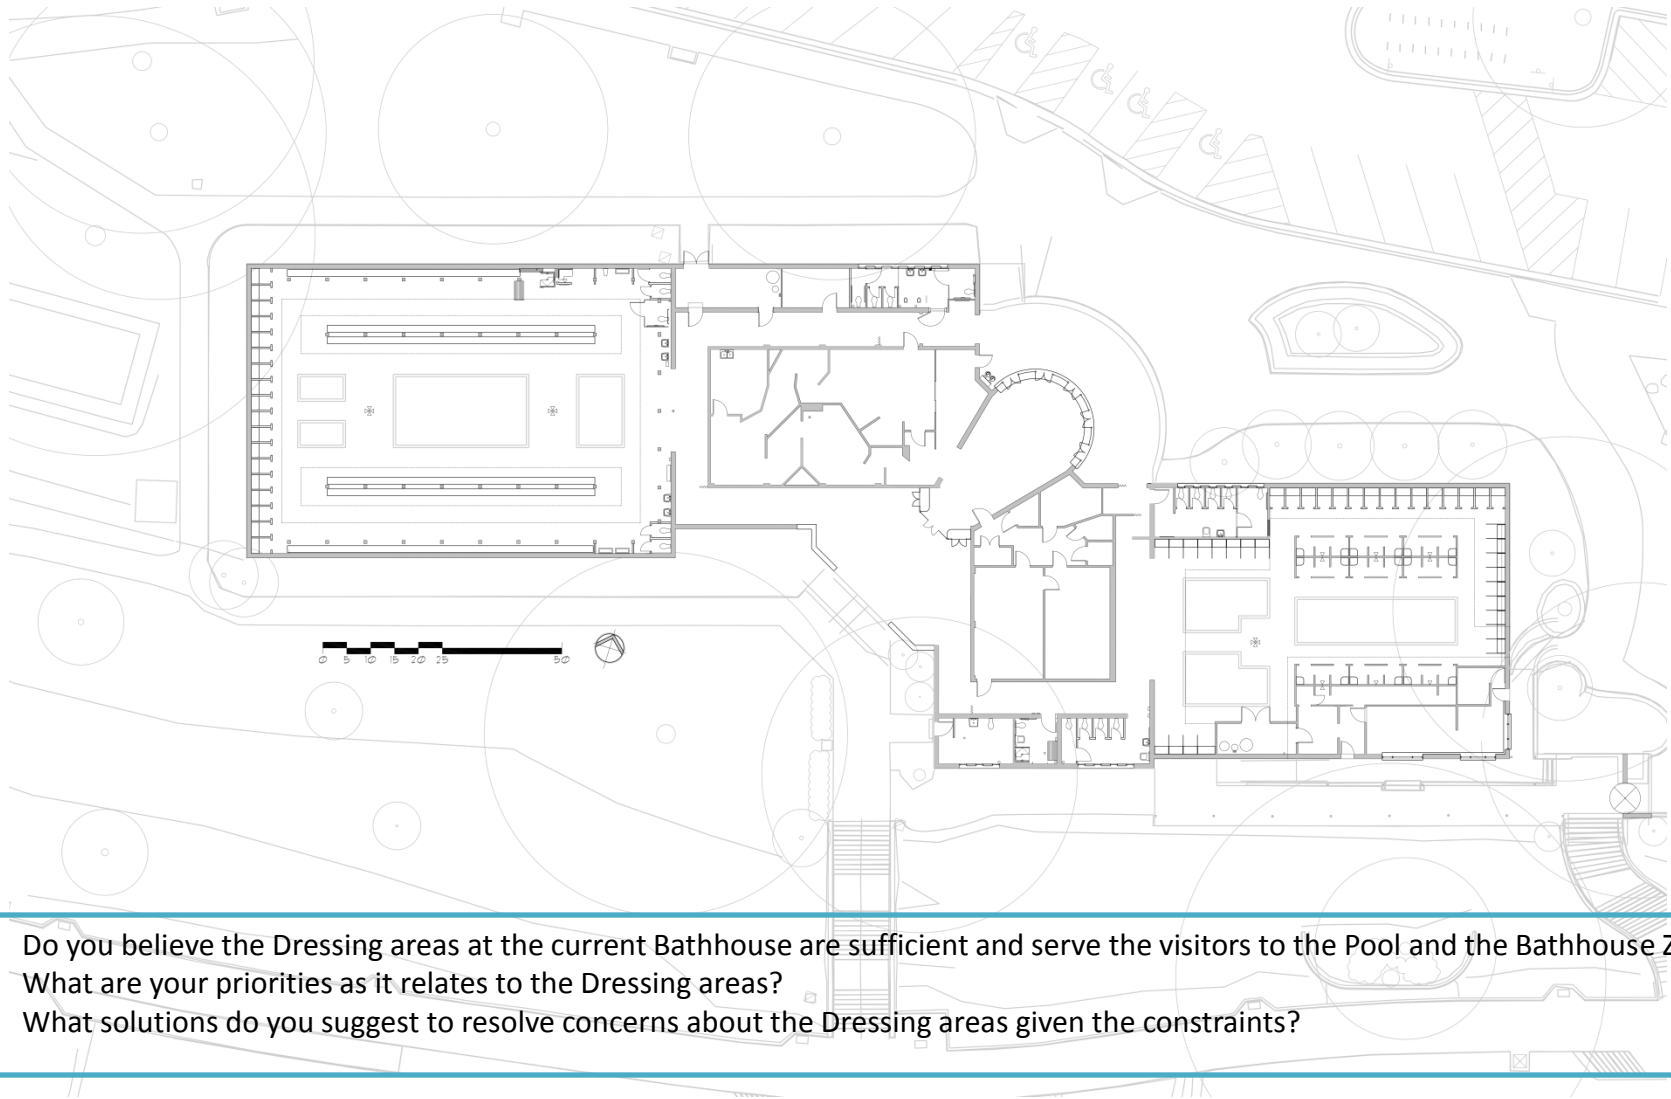 0 5 10 15 20 25 50
Do you believe the Dressing areas at the current Bathhouse are sufficient and serve the visitors to the Pool and the Bathhouse Z
What are your priorities as it relates to the Dressing areas?
What solutions do you suggest to resolve concerns about the Dressing areas given the constraints?